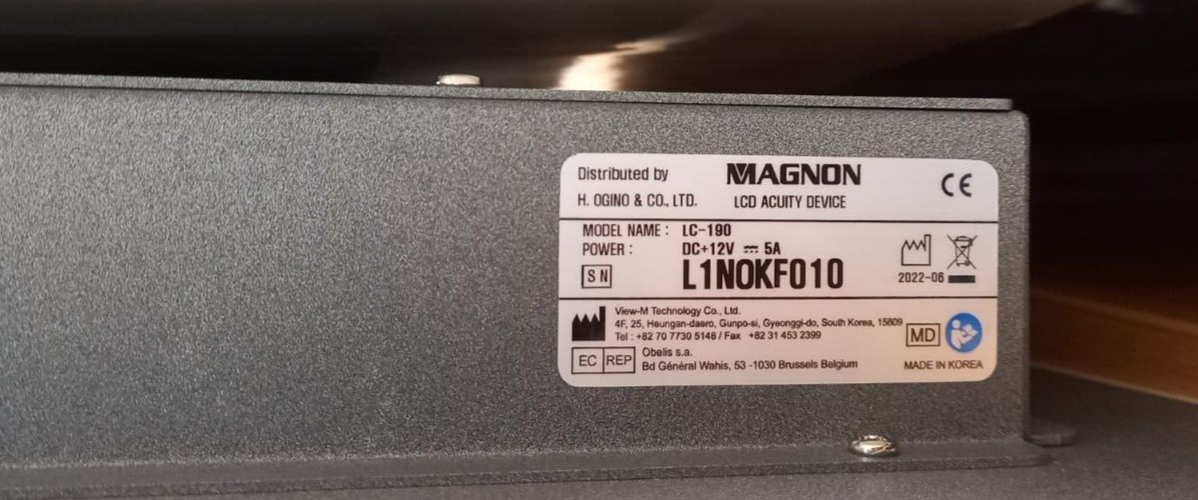 Distributed by
H. OGINO & CO., LTD.
MAGNON
LCD ACUITY DEVICE
CE
MODEL NAME : LC-190
POWER : DC+12V ⎓ 5A
SN L1N0KF010
2022-06
View-M Technology Co., Ltd.
4F, 25, Heungan-daero, Gunpo-si, Gyeonggi-do, South Korea, 15809
Tel : +82 70 7730 5148 / Fax +82 31 453 2399
EC REP
Obelis s.a.
Bd Général Wahis, 53 -1030 Brussels Belgium
MD
MADE IN KOREA